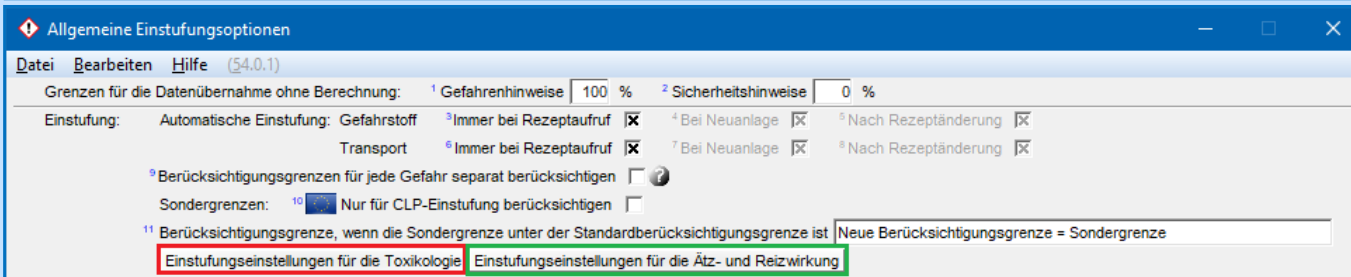 Allgemeine Einstufungsoptionen
Datei Bearbeiten Hilfe (54.0.1)
Grenzen für die Datenübernahme ohne Berechnung: 1 Gefahrenhinweise 100 % 2 Sicherheitshinweise 0 %
Einstufung: Automatische Einstufung: Gefahrstoff 3 Immer bei Rezeptaufruf 4 Bei Neuanlage 5 Nach Rezeptänderung
Transport 6 Immer bei Rezeptaufruf 7 Bei Neuanlage 8 Nach Rezeptänderung
9 Berücksichtigungsgrenzen für jede Gefahr separat berücksichtigen ?
Sondergrenzen: 10 Nur für CLP-Einstufung berücksichtigen
11 Berücksichtigungsgrenze, wenn die Sondergrenze unter der Standardberücksichtigungsgrenze ist Neue Berücksichtigungsgrenze = Sondergrenze
Einstufungseinstellungen für die Toxikologie Einstufungseinstellungen für die Ätz- und Reizwirkung